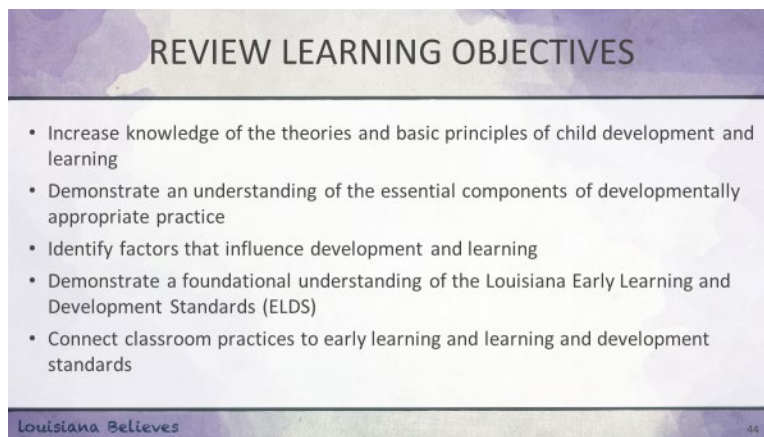 REVIEW LEARNING OBJECTIVES
• Increase knowledge of the theories and basic principles of child development and
learning
• Demonstrate an understanding of the essential components of developmentally
appropriate practice
• Identify factors that influence development and learning
• Demonstrate a foundational understanding of the Louisiana Early Learning and
Development Standards (ELDS)
• Connect classroom practices to early learning and learning and development
standards
Louisiana Believes
44